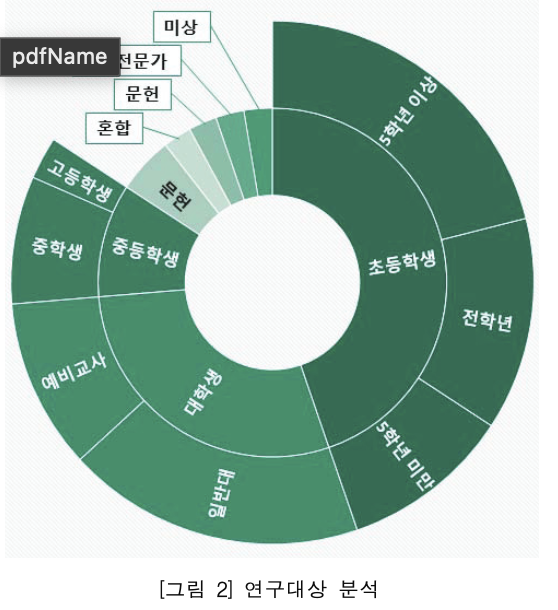 미상
pdfName
전문가
문헌
혼합
고등학생
문헌
5학년 이상
중학생
중등학생
초등학생
전학년
예비교사
대학생
5학년 미만
일반대
[그림 2] 연구대상 분석